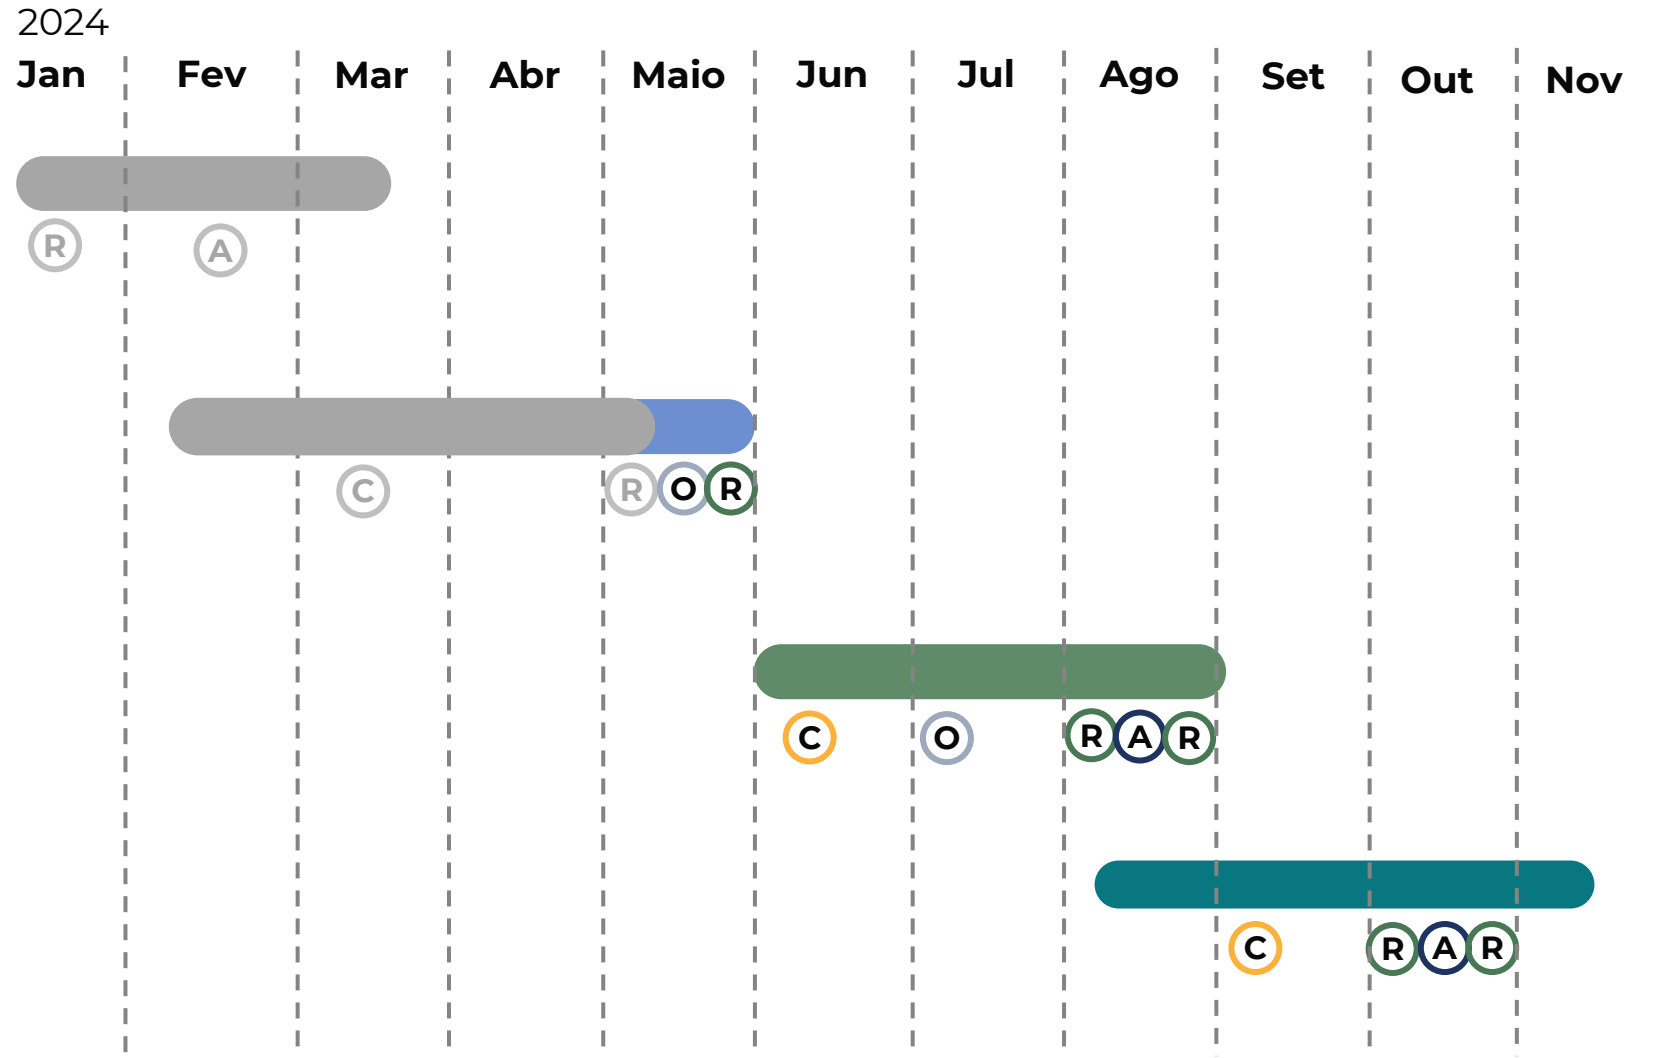 2024
Jan Fev Mar Abr Maio Jun Jul Ago Set Out Nov
R A
C R O R
C O R A R
C R A R